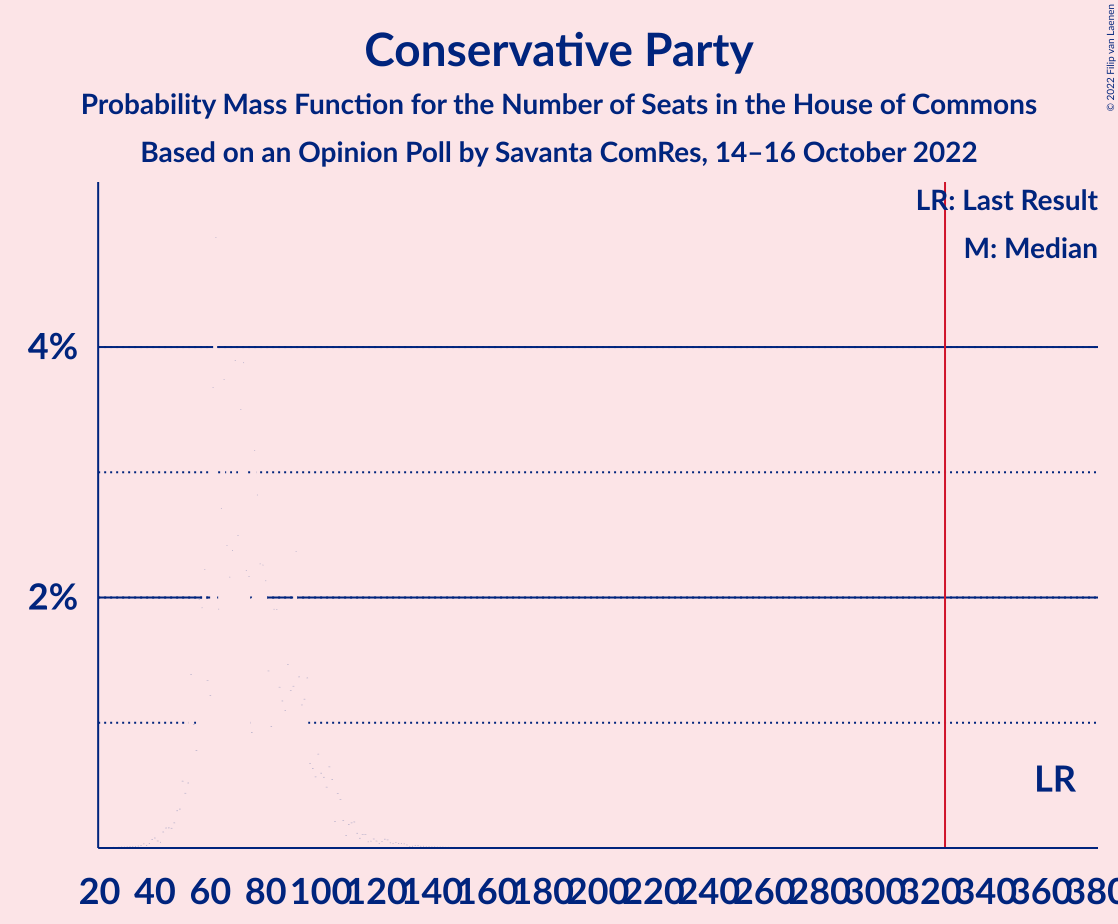 Conservative Party
Probability Mass Function for the Number of Seats in the House of Commons
Based on an Opinion Poll by Savanta ComRes, 14–16 October 2022
© 2022 Filip van Laenen
LR: Last Result
M: Median
4%
2%
LR
20 40 60 80 100 120 140 160 180 200 220 240 260 280 300 320 340 360 380